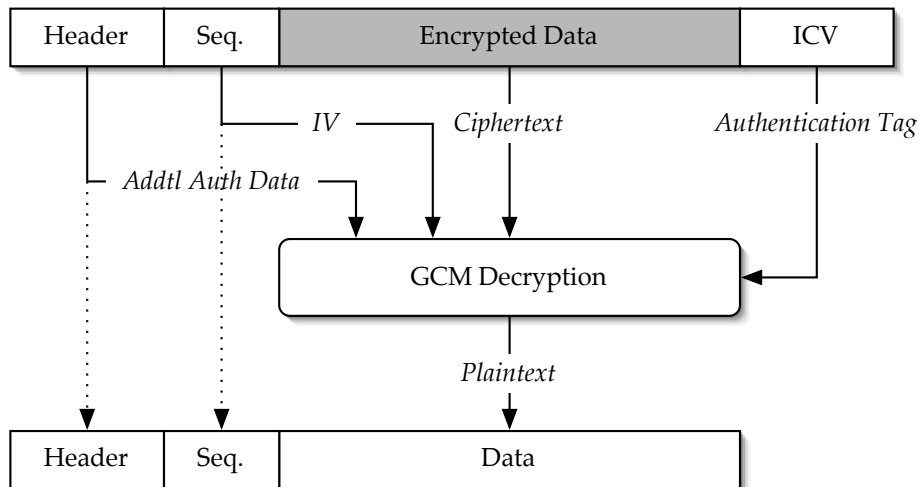 Header Seq. Encrypted Data ICV
IV Ciphertext Authentication Tag
Addtl Auth Data
GCM Decryption
Plaintext
Header Seq. Data